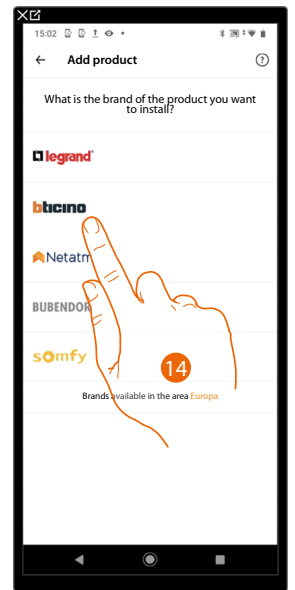 15:02
Add product
?
What is the brand of the product you want
to install?
legrand
bticino
Netatm
BUBENDOR
somfy
14
Brands available in the area Europa